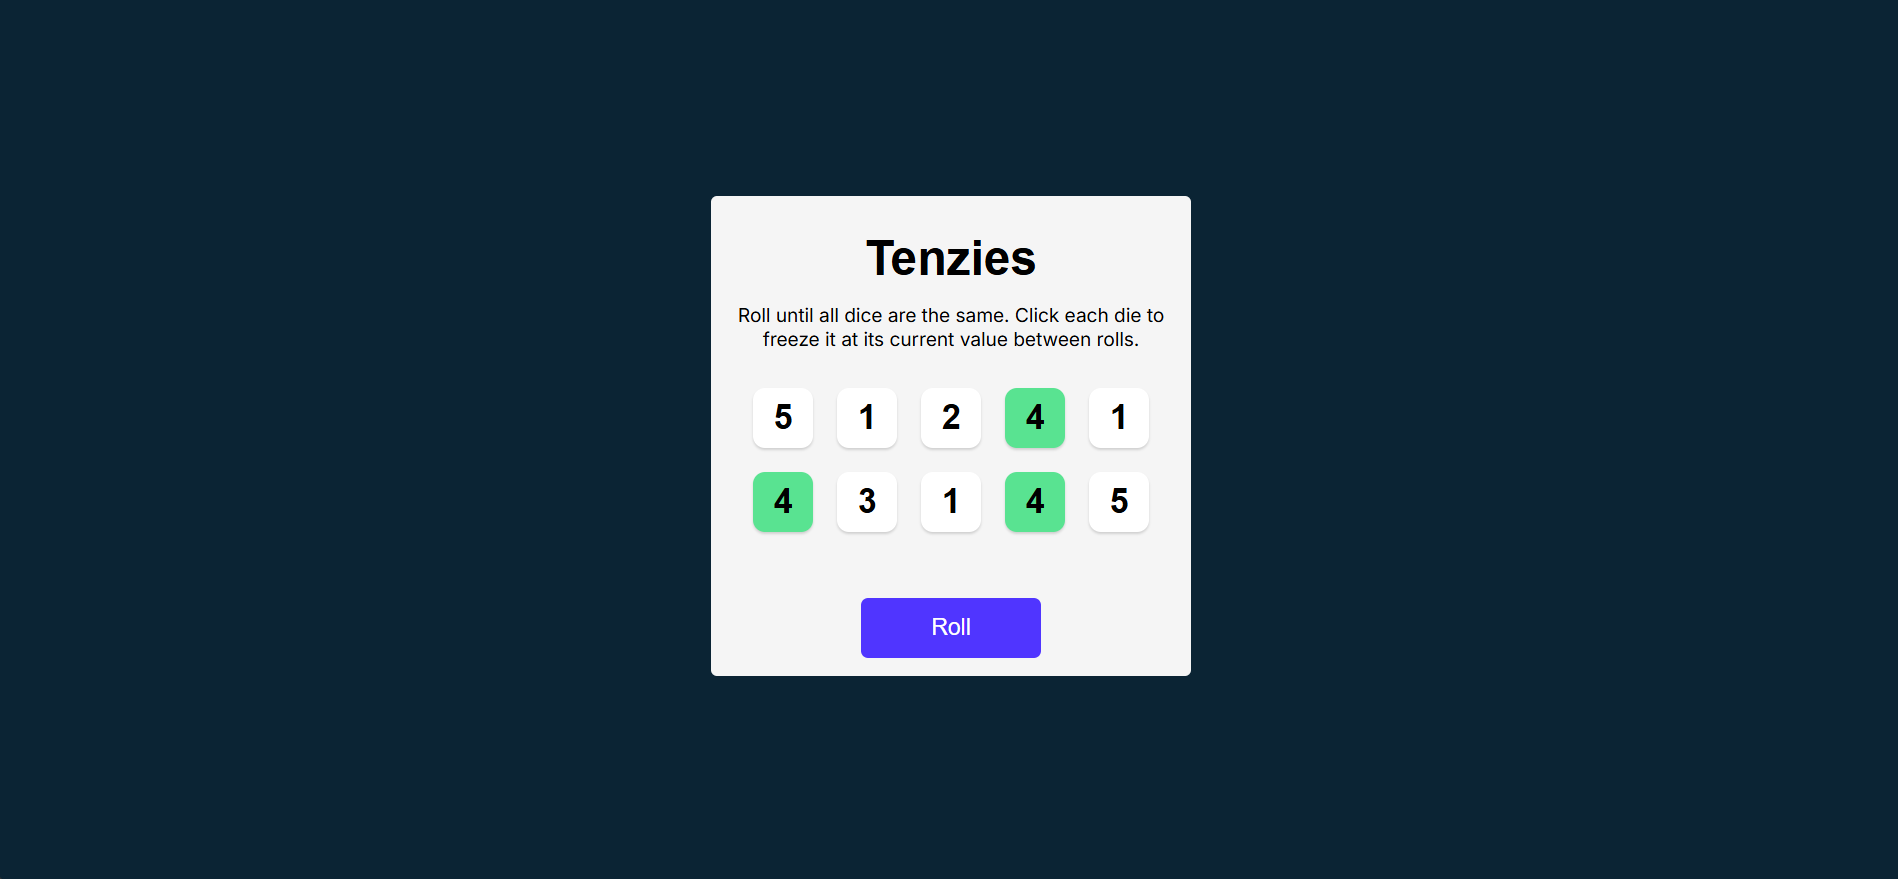 Tenzies
Roll until all dice are the same. Click each die to
freeze it at its current value between rolls.
5 1 2 4 1
4 3 1 4 5
Roll